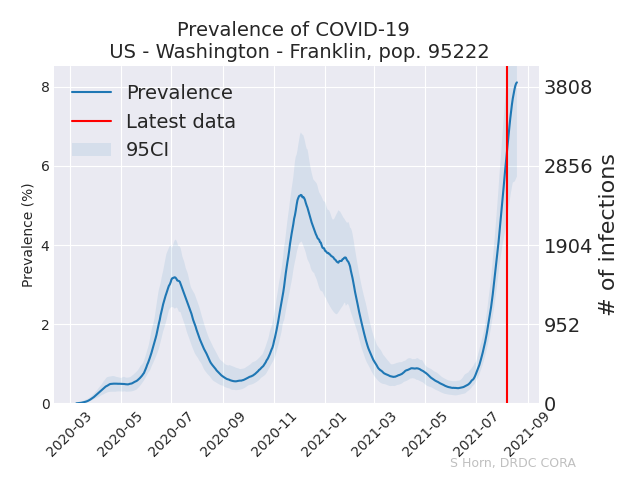 Prevalence of COVID-19
US - Washington - Franklin, pop. 95222
Prevalence
Latest data
95CI
Prevalence (%)
8
6
4
2
0
3808
2856
1904
952
0
# of infections
2020-03
2020-05
2020-07
2020-09
2020-11
2021-01
2021-03
2021-05
2021-07
2021-09
S Horn, DRDC CORA